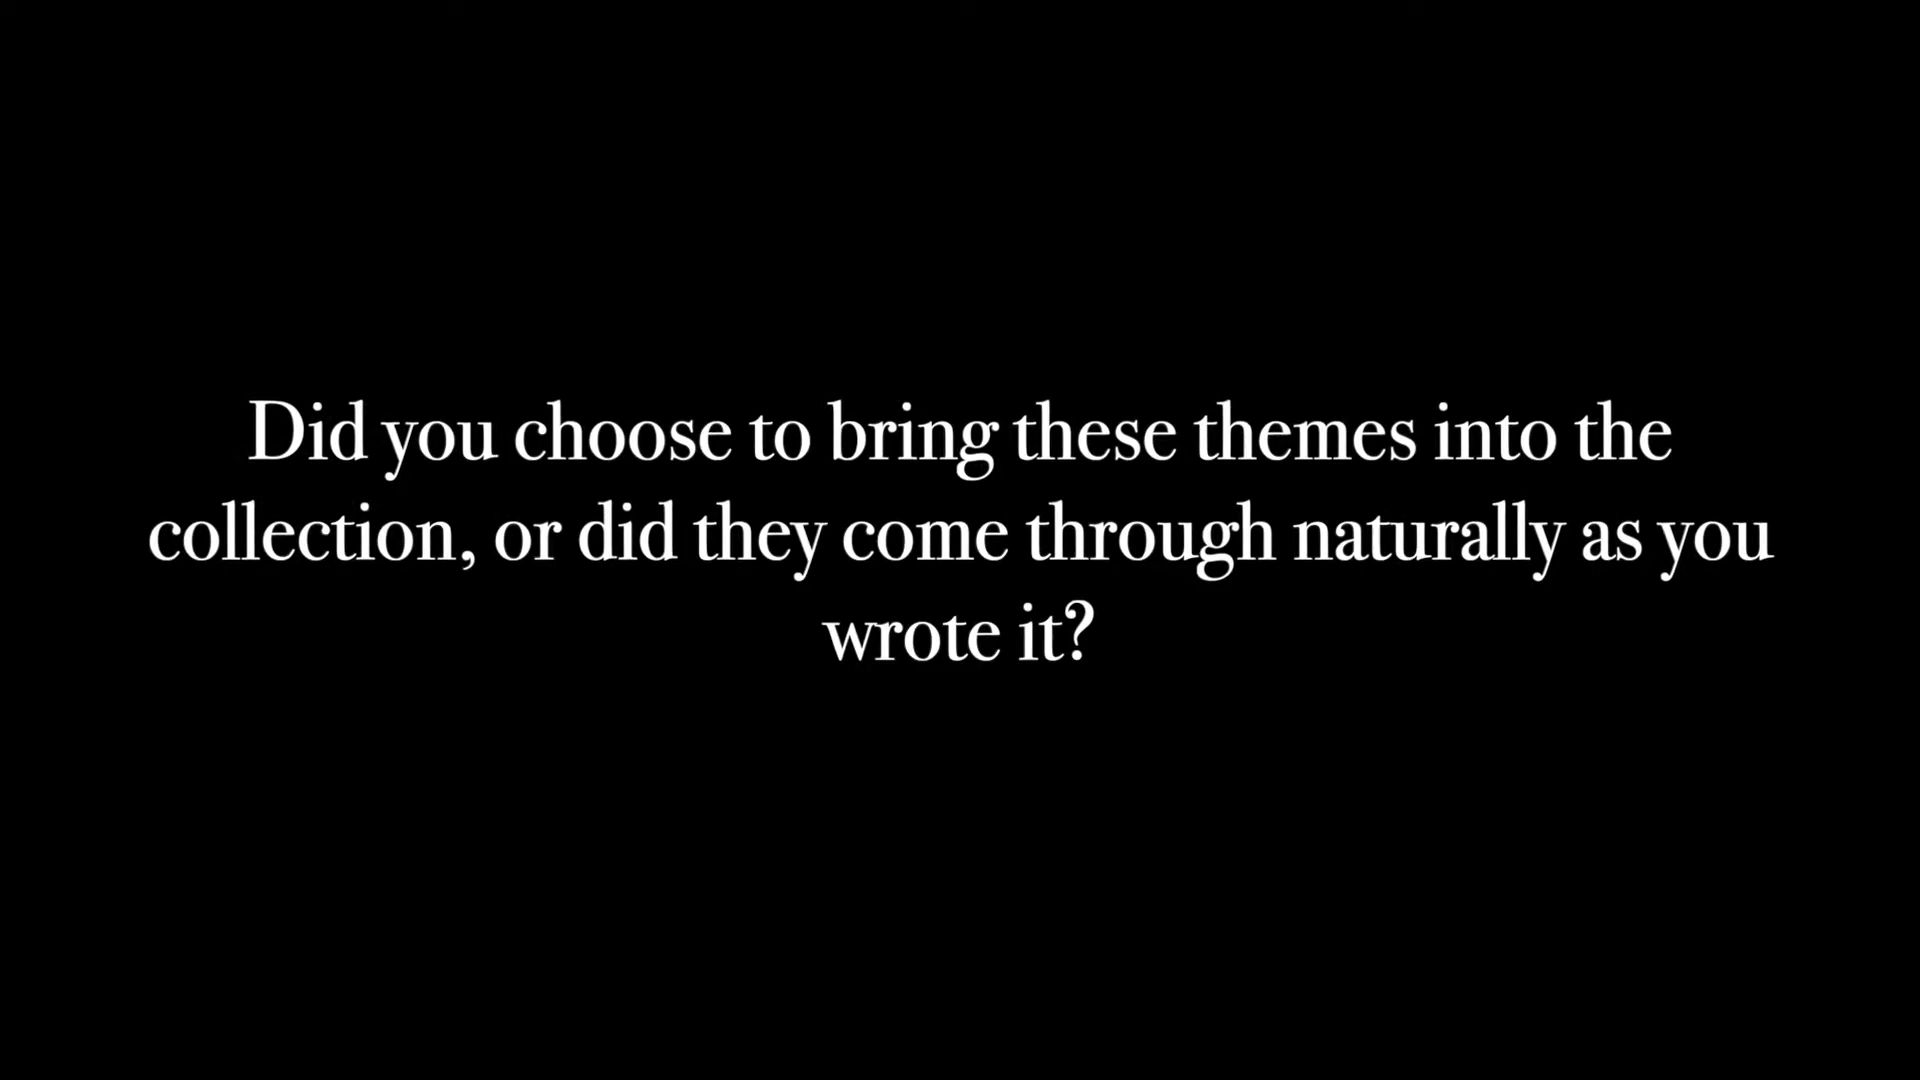 Did you choose to bring these themes into the
collection, or did they come through naturally as you
wrote it?